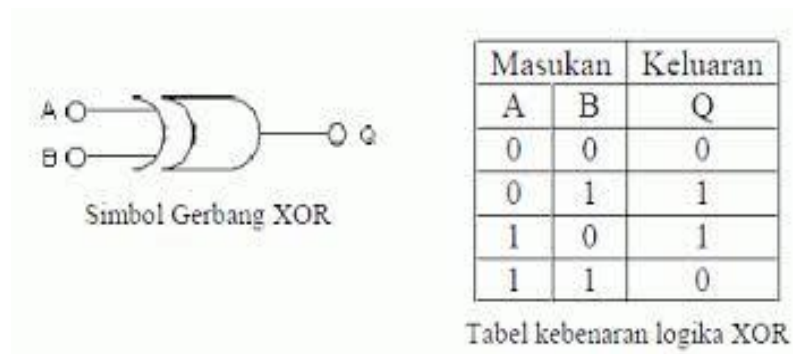 A
B
Q
Simbol Gerbang XOR
Masukan Keluaran
A B Q
0 0 0
0 1 1
1 0 1
1 1 0
Tabel kebenaran logika XOR